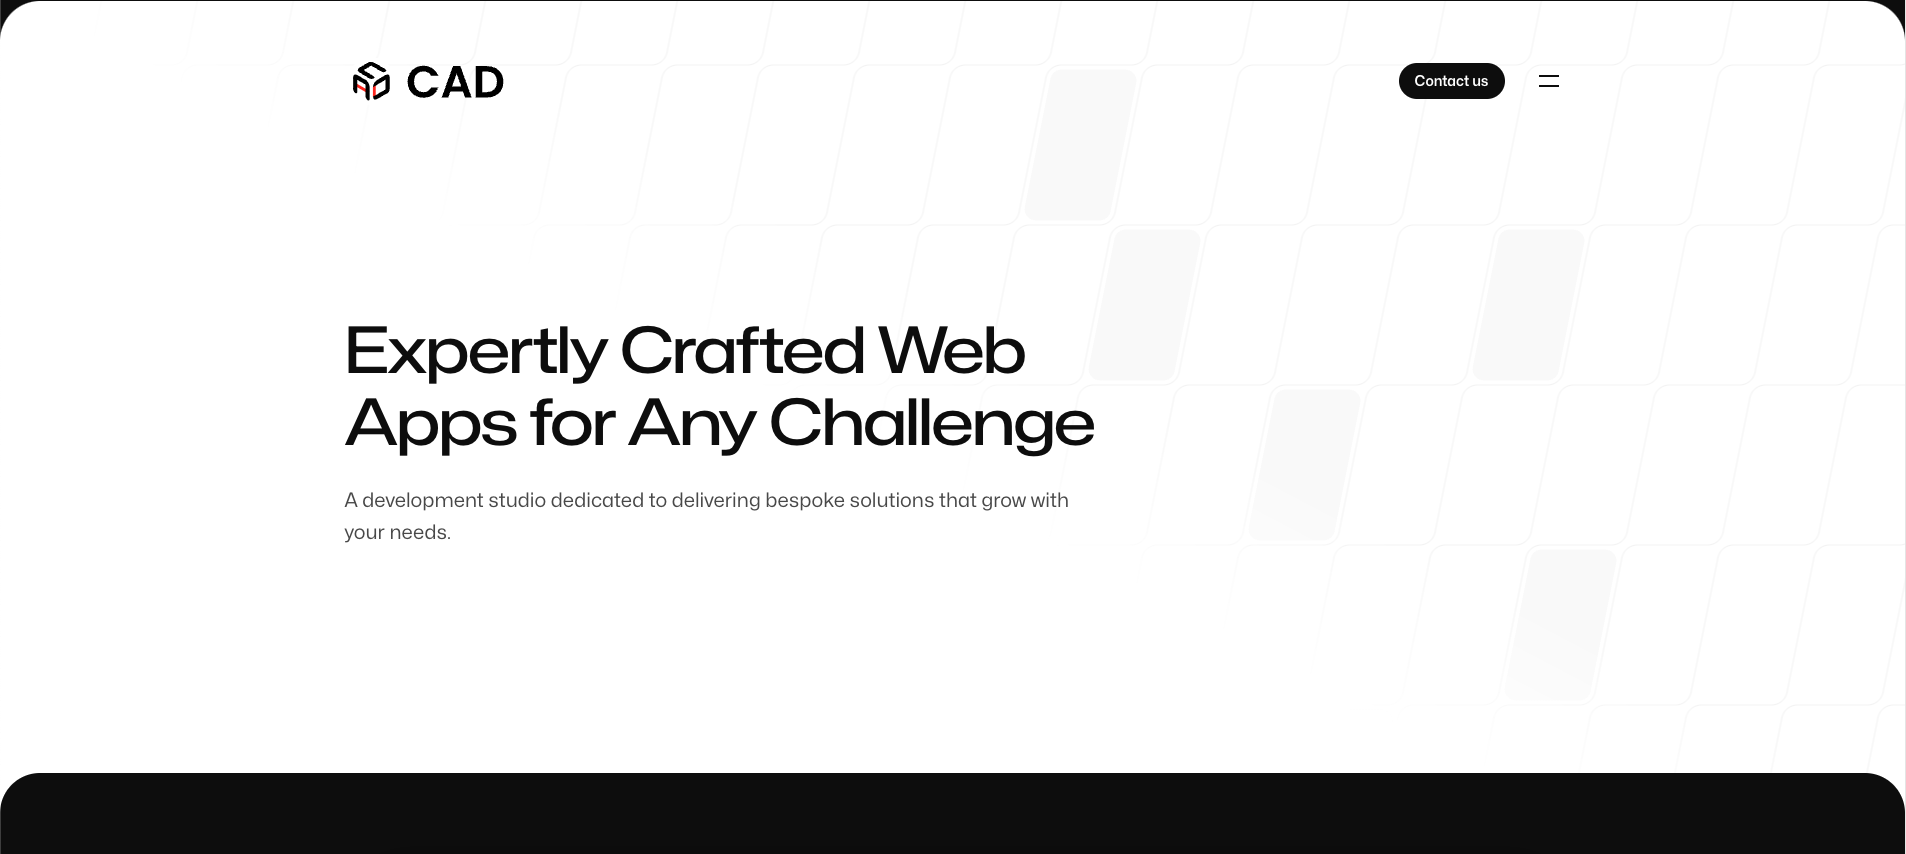 CAD
Contact us
Expertly Crafted Web
Apps for Any Challenge
A development studio dedicated to delivering bespoke solutions that grow with
your needs.